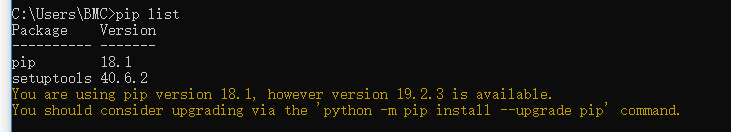 C:\Users\BMC>pip list
Package    Version
---------- -------
pip        18.1
setuptools 40.6.2
You are using pip version 18.1, however version 19.2.3 is available.
You should consider upgrading via the 'python -m pip install --upgrade pip' command.